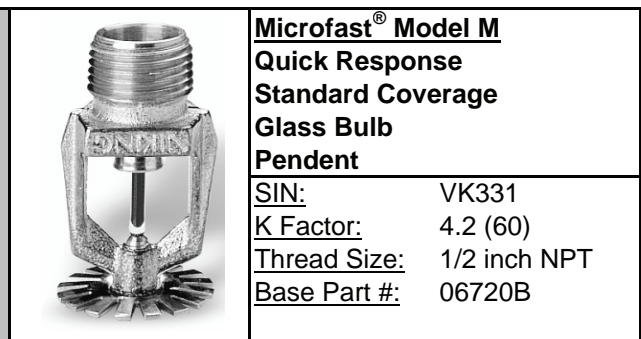 VIKING
Microfast® Model M
Quick Response
Standard Coverage
Glass Bulb
Pendent
SIN: VK331
K Factor: 4.2 (60)
Thread Size: 1/2 inch NPT
Base Part #: 06720B